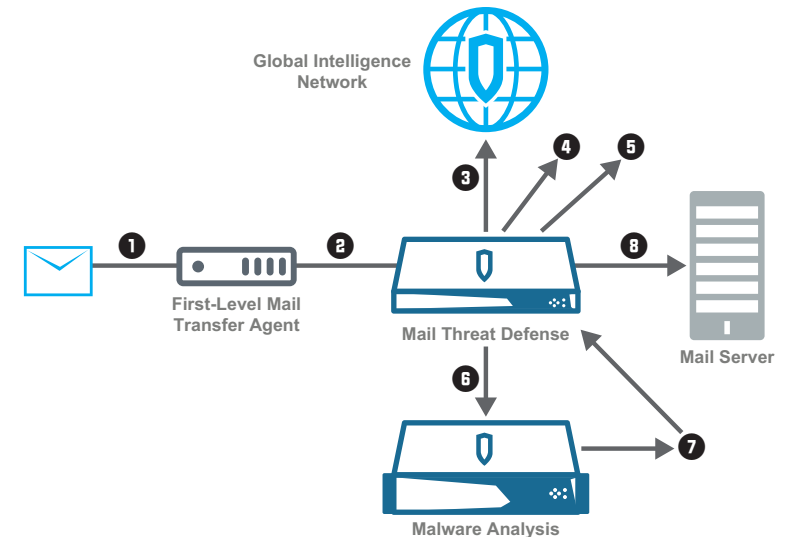 Global Intelligence
Network
4
5
3
1
2
8
First-Level Mail
Transfer Agent
Mail Threat Defense
Mail Server
6
7
Malware Analysis